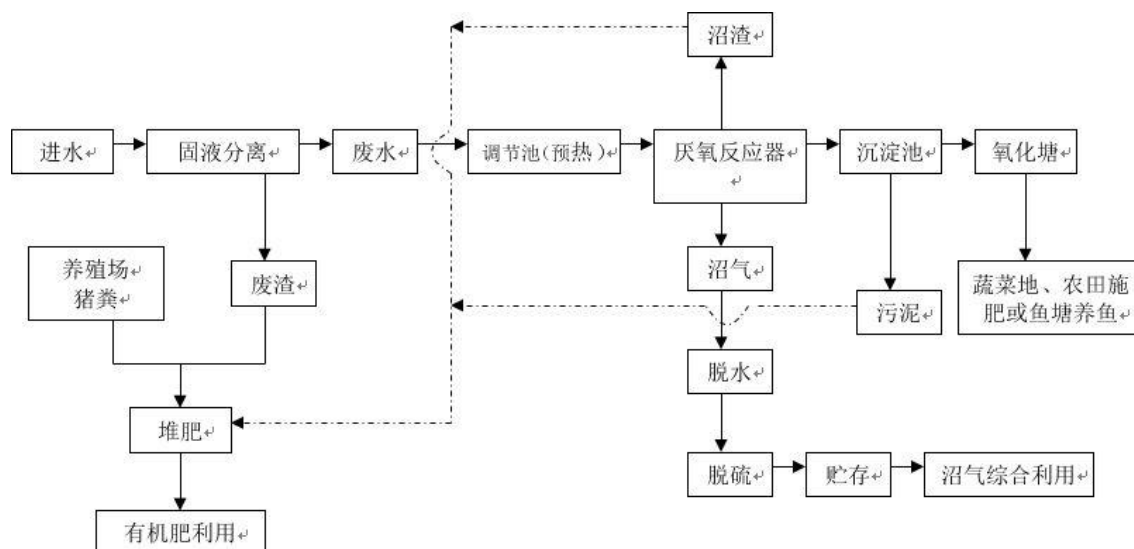 沼渣
进水
固液分离
废水
调节池（预热）
厌氧反应器
沉淀池
氧化塘
养殖场
猪粪
废渣
沼气
污泥
蔬菜地、农田施
肥或鱼塘养鱼
脱水
堆肥
脱硫
贮存
沼气综合利用
有机肥利用